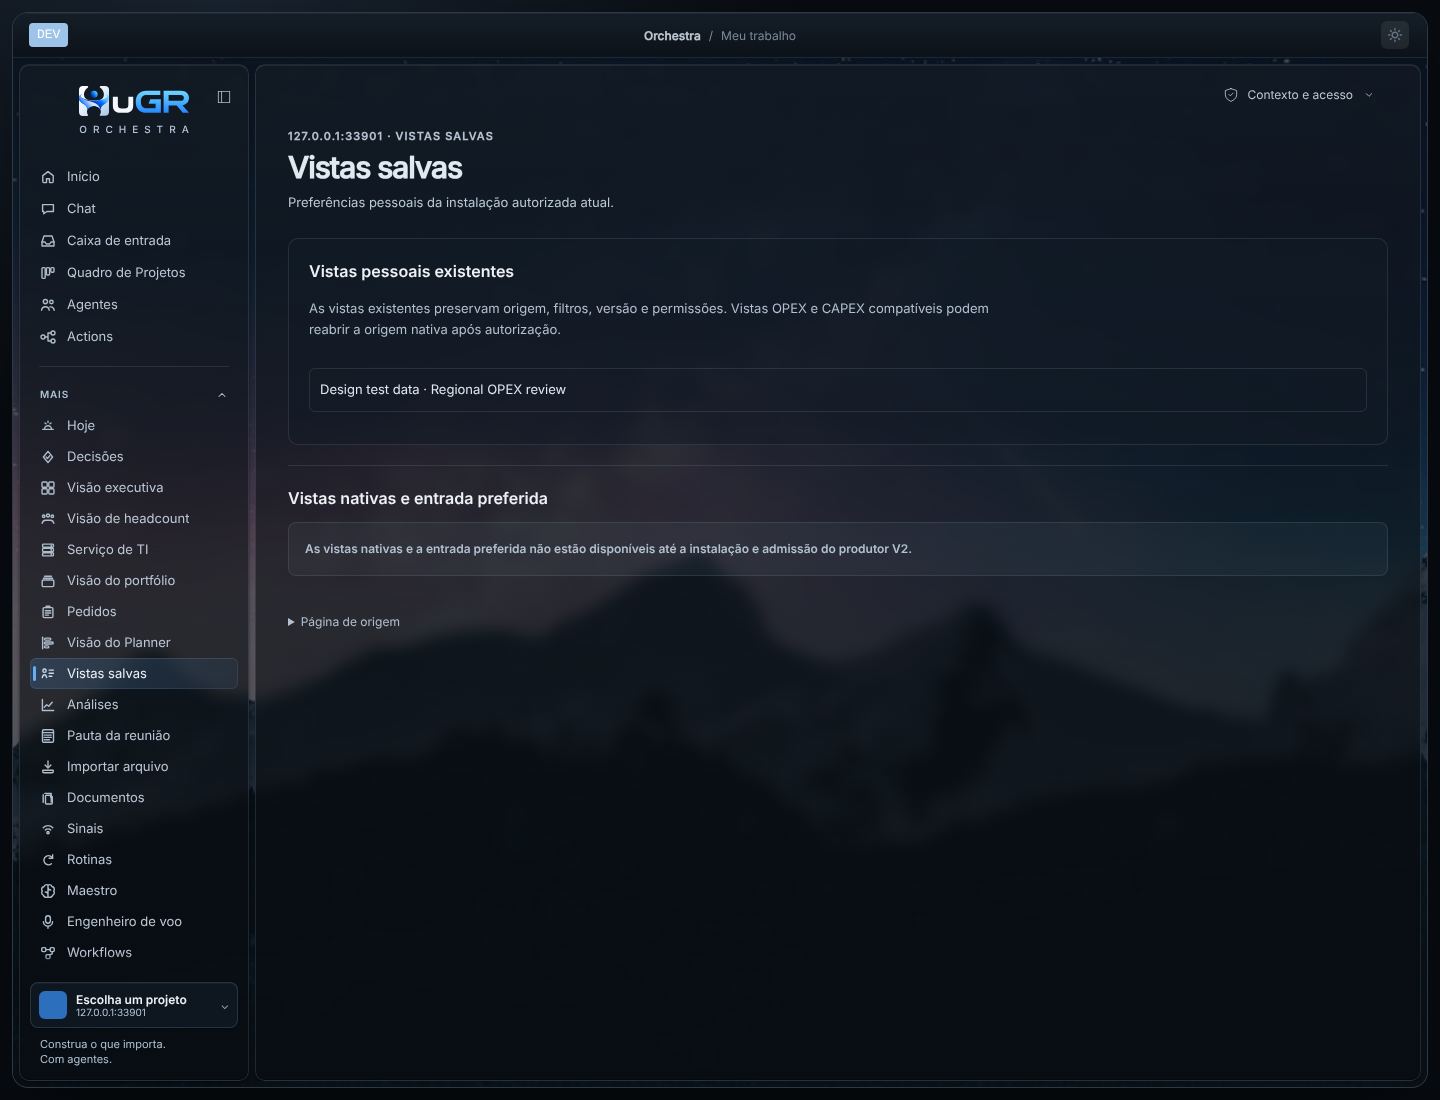 DEV
Orchestra / Meu trabalho
HuGR
ORCHESTRA
Início
Chat
Caixa de entrada
Quadro de Projetos
Agentes
Actions
MAIS
Hoje
Decisões
Visão executiva
Visão de headcount
Serviço de TI
Visão do portfólio
Pedidos
Visão do Planner
Vistas salvas
Análises
Pauta da reunião
Importar arquivo
Documentos
Sinais
Rotinas
Maestro
Engenheiro de voo
Workflows
Escolha um projeto
127.0.0.1:33901
Construa o que importa.
Com agentes.
Contexto e acesso
127.0.0.1:33901 · VISTAS SALVAS
Vistas salvas
Preferências pessoais da instalação autorizada atual.
Vistas pessoais existentes
As vistas existentes preservam origem, filtros, versão e permissões. Vistas OPEX e CAPEX compatíveis podem
reabrir a origem nativa após autorização.
Design test data · Regional OPEX review
Vistas nativas e entrada preferida
As vistas nativas e a entrada preferida não estão disponíveis até a instalação e admissão do produtor V2.
Página de origem